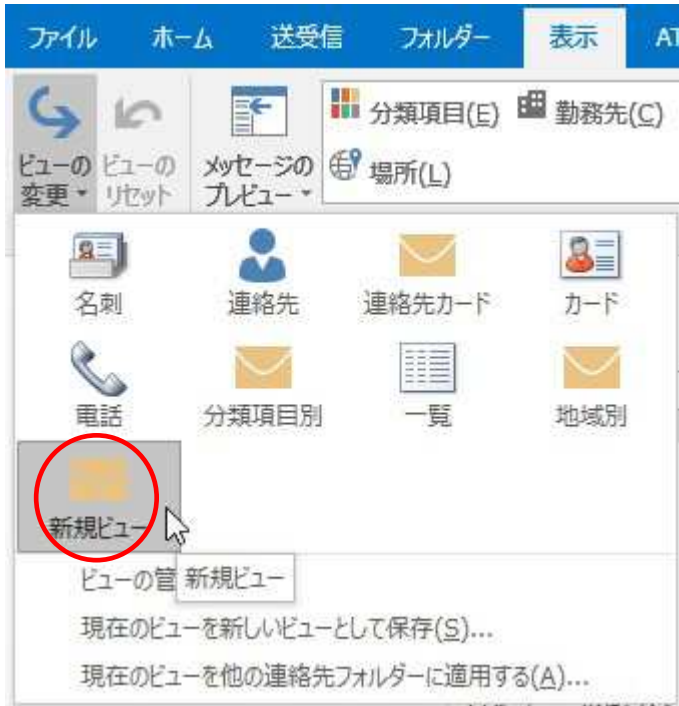 ファイル ホーム 送受信 フォルダー 表示 AT
分類項目(E) 勤務先(C)
場所(L)
ビューの変更 ビューのリセット メッセージのプレビュー
名刺 連絡先 連絡先カード カード
電話 分類項目別 一覧 地域別
新規ビュー
ビューの管 新規ビュー
現在のビューを新しいビューとして保存(S)...
現在のビューを他の連絡先フォルダーに適用する(A)...